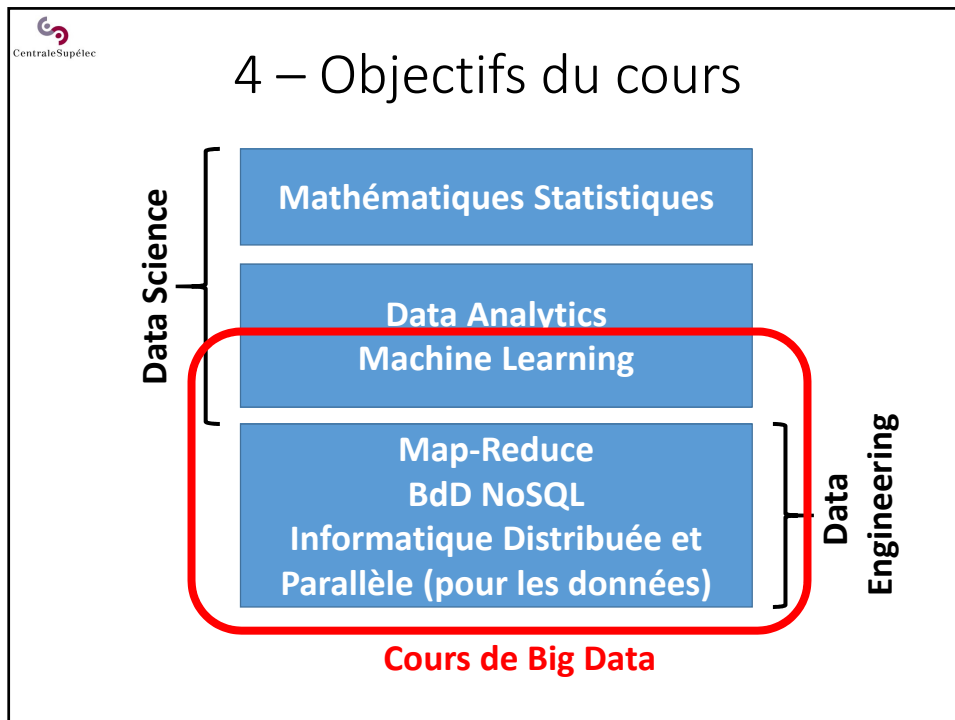 CentraleSupélec
4 – Objectifs du cours
Mathématiques Statistiques
Data Science
Data Analytics
Machine Learning
Map-Reduce
BdD NoSQL
Informatique Distribuée et
Parallèle (pour les données)
Data
Engineering
Cours de Big Data